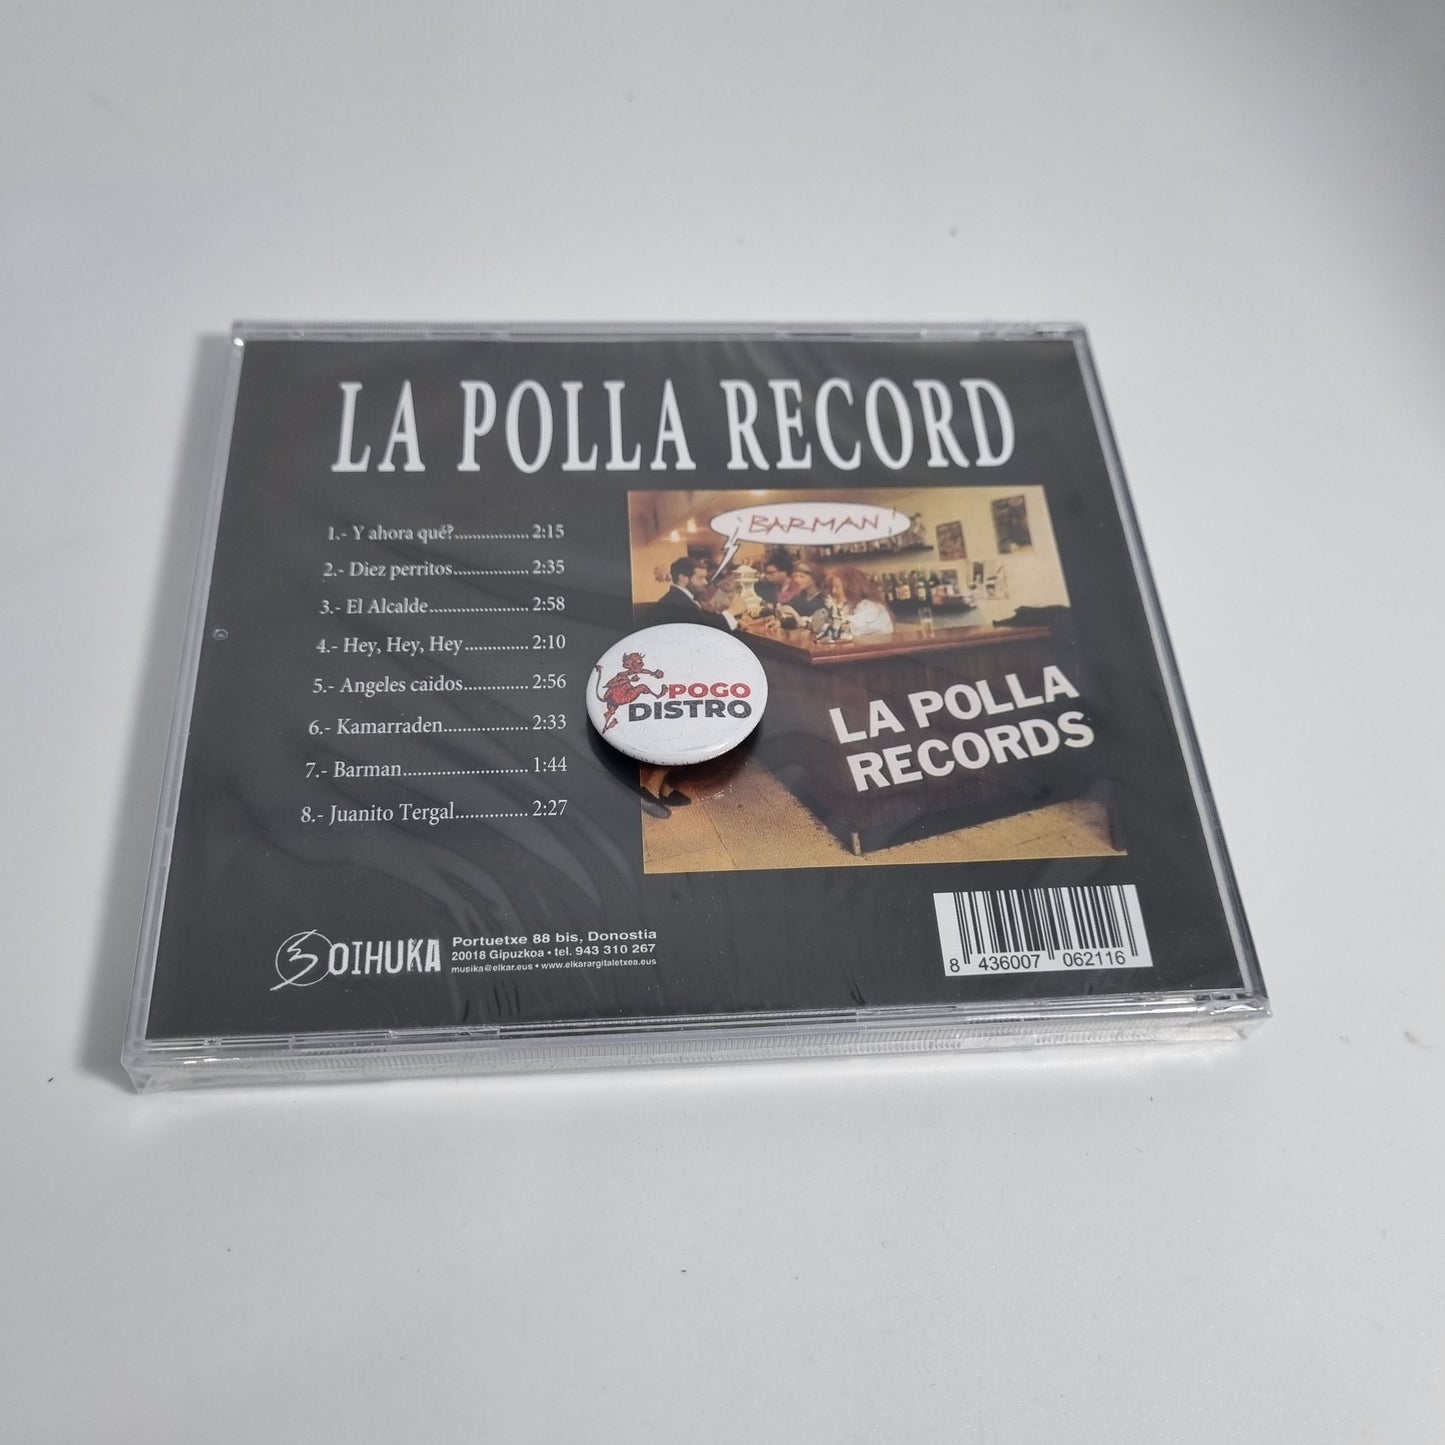 LA POLLA RECORD
1.- Y ahora qué?................. 2:15
2.- Diez perritos................. 2:35
3.- El Alcalde...................... 2:58
4.- Hey, Hey, Hey.............. 2:10
5.- Angeles caidos.............. 2:56
6.- Kamarraden................... 2:33
7.- Barman............................ 1:44
8.- Juanito Tergal............... 2:27
BARMAN
LA POLLA
RECORDS
POGO
DISTRO
OIHUKA
Portuetxe 88 bis, Donostia
20018 Gipuzkoa • tel. 943 310 267
musika@elkar.eus • www.elkarargitaletxea.eus
8 436007 062116